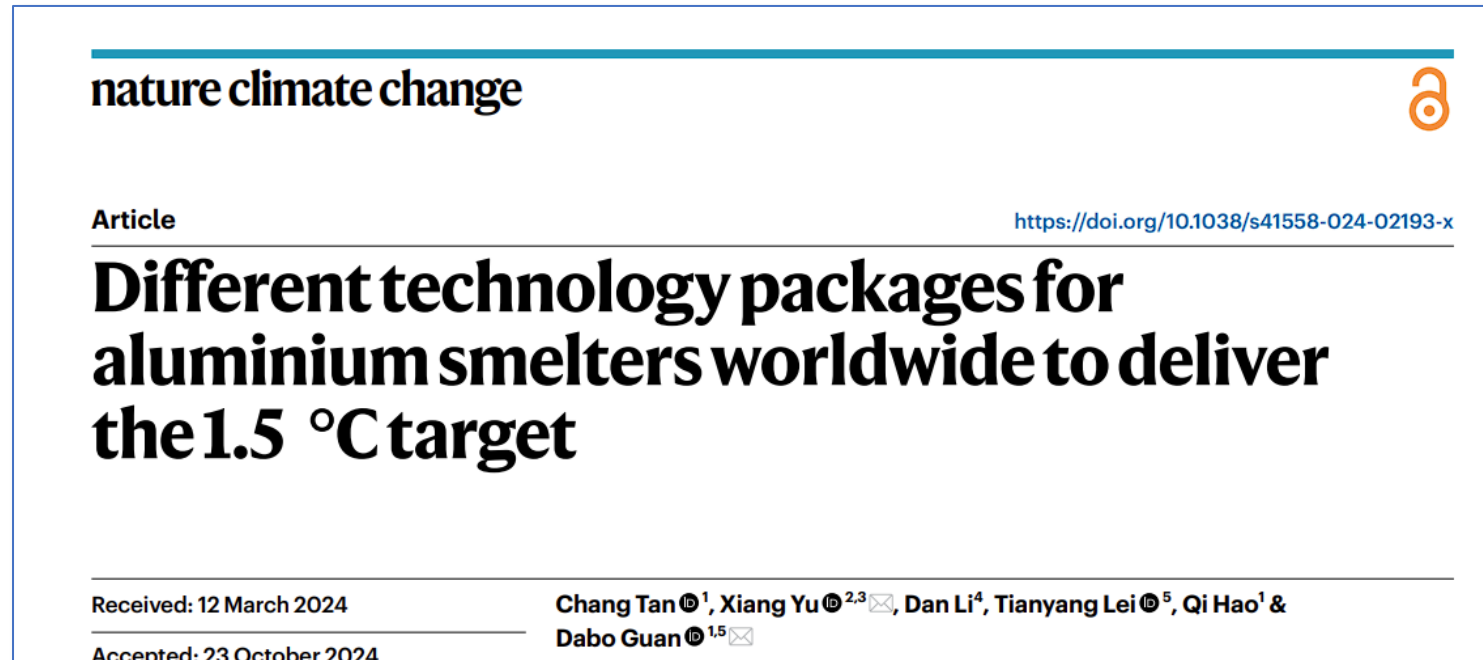 nature climate change
Article
https://doi.org/10.1038/s41558-024-02193-x
Different technology packages for
aluminium smelters worldwide to deliver
the 1.5 °C target
Received: 12 March 2024
Chang Tan 1, Xiang Yu 2,3, Dan Li4, Tianyang Lei 5, Qi Hao1 &
Dabo Guan 1,5
Accepted: 23 October 2024